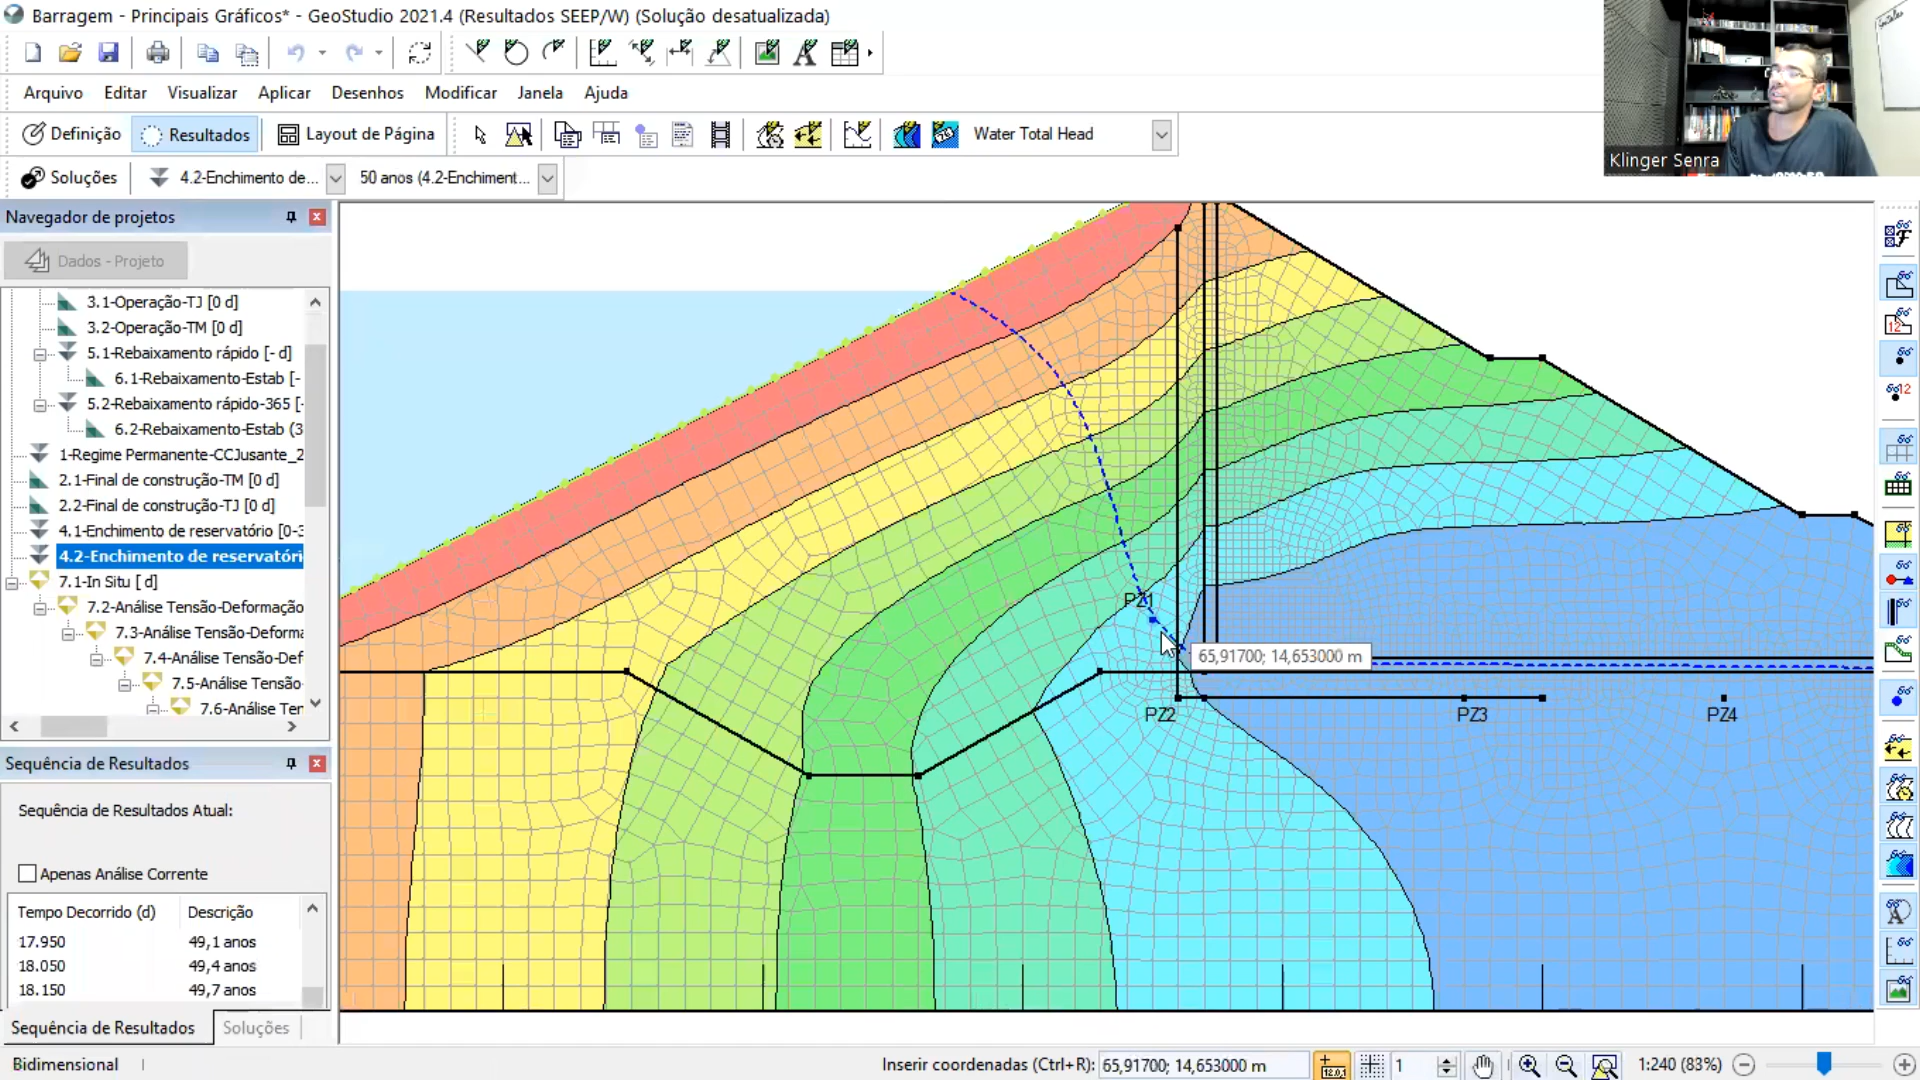 Barragem - Principais Gráficos* - GeoStudio 2021.4 (Resultados SEEP/W) (Solução desatualizada)
Arquivo Editar Visualizar Aplicar Desenhos Modificar Janela Ajuda
Definição Resultados Layout de Página Water Total Head
Soluções 4.2-Enchimento de... 50 anos (4.2-Enchiment...
Klinger Senra
Navegador de projetos
Dados - Projeto
3.1-Operação-TJ [0 d]
3.2-Operação-TM [0 d]
5.1-Rebaixamento rápido [- d]
6.1-Rebaixamento-Estab [-
5.2-Rebaixamento rápido-365 [-
6.2-Rebaixamento-Estab (3
1-Regime Permanente-CCJusante_2
2.1-Final de construção-TM [0 d]
2.2-Final de construção-TJ [0 d]
4.1-Enchimento de reservatório [0-3
4.2-Enchimento de reservatóri
7.1-In Situ [ d]
7.2-Análise Tensão-Deformação
7.3-Análise Tensão-Deforma
7.4-Análise Tensão-Def
7.5-Análise Tensão
7.6-Análise Ten
PZ1
65,91700; 14,653000 m
PZ2 PZ3 PZ4
Sequência de Resultados
Sequência de Resultados Atual:
Apenas Análise Corrente
Tempo Decorrido (d) Descrição
17.950 49,1 anos
18.050 49,4 anos
18.150 49,7 anos
Sequência de Resultados Soluções
Bidimensional Inserir coordenadas (Ctrl+R): 65,91700; 14,653000 m 1 1:240 (83%)